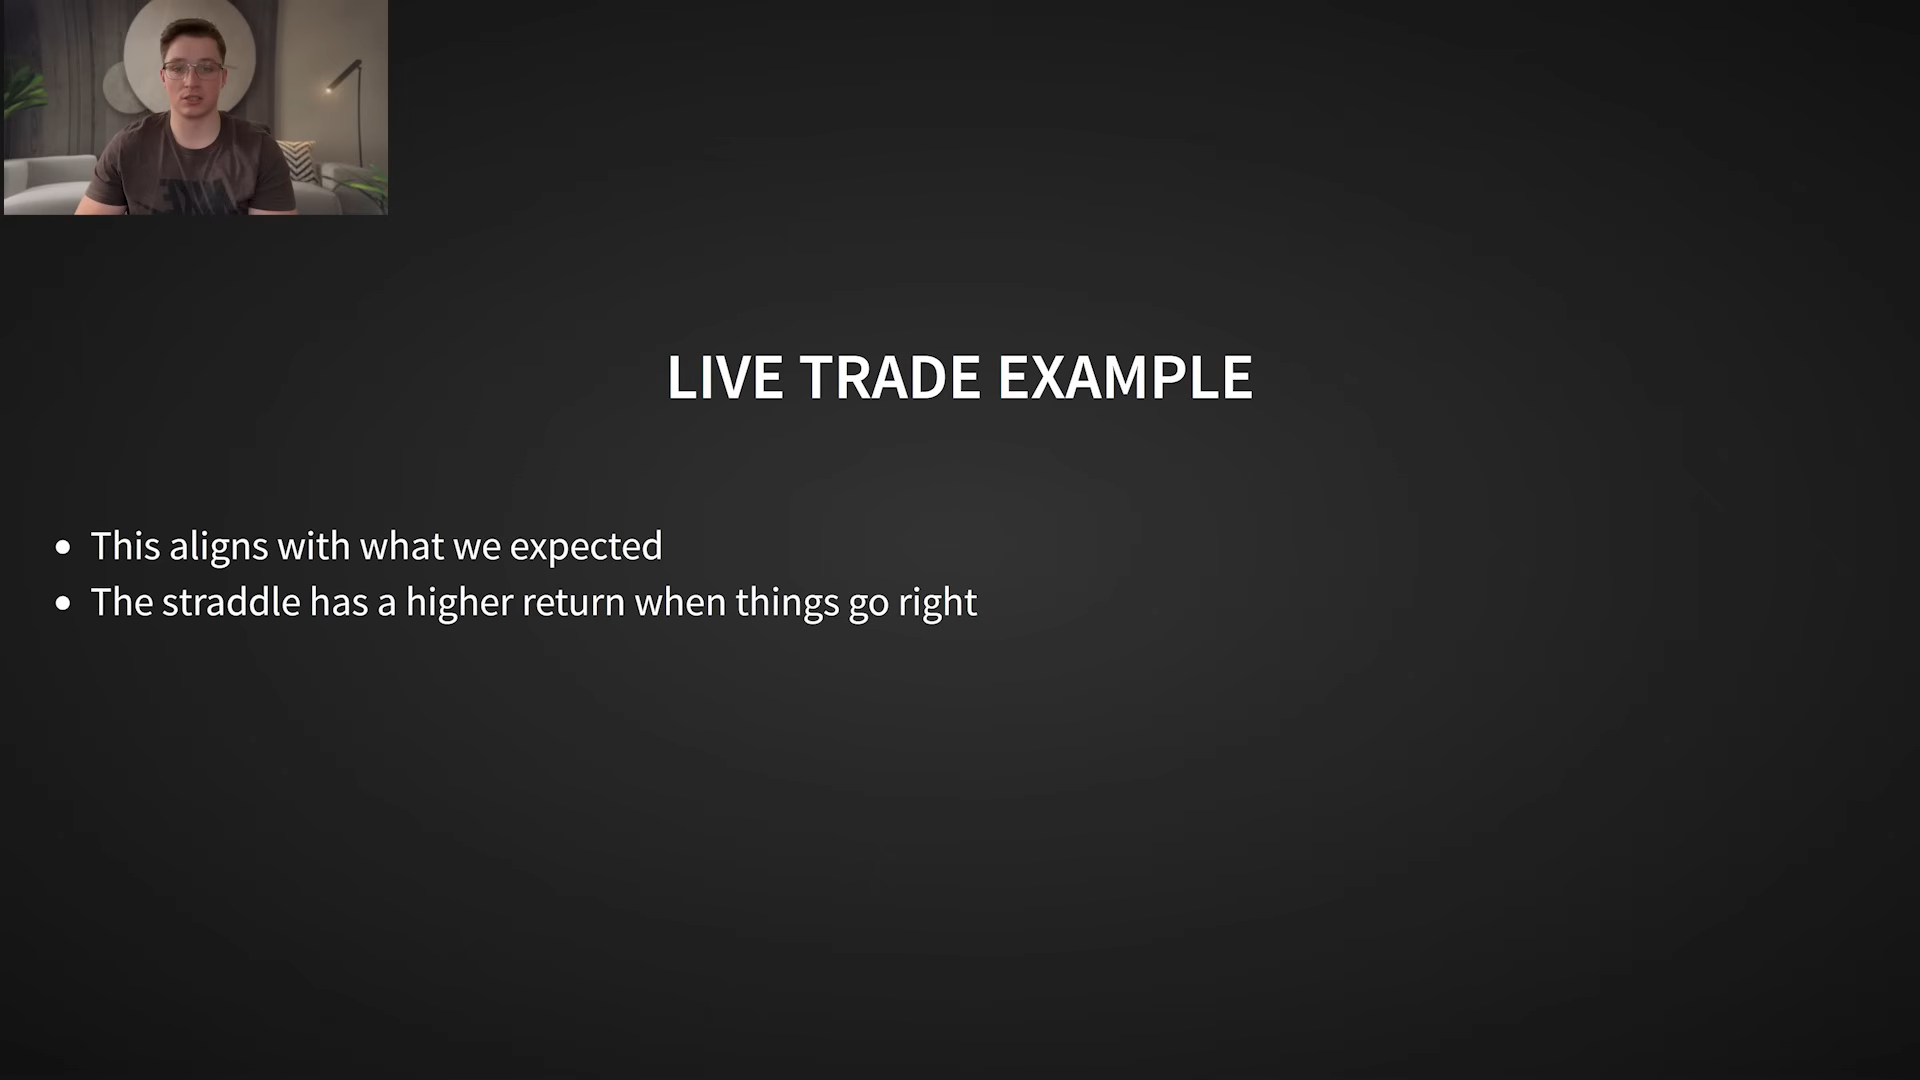 LIVE TRADE EXAMPLE
• This aligns with what we expected
• The straddle has a higher return when things go right